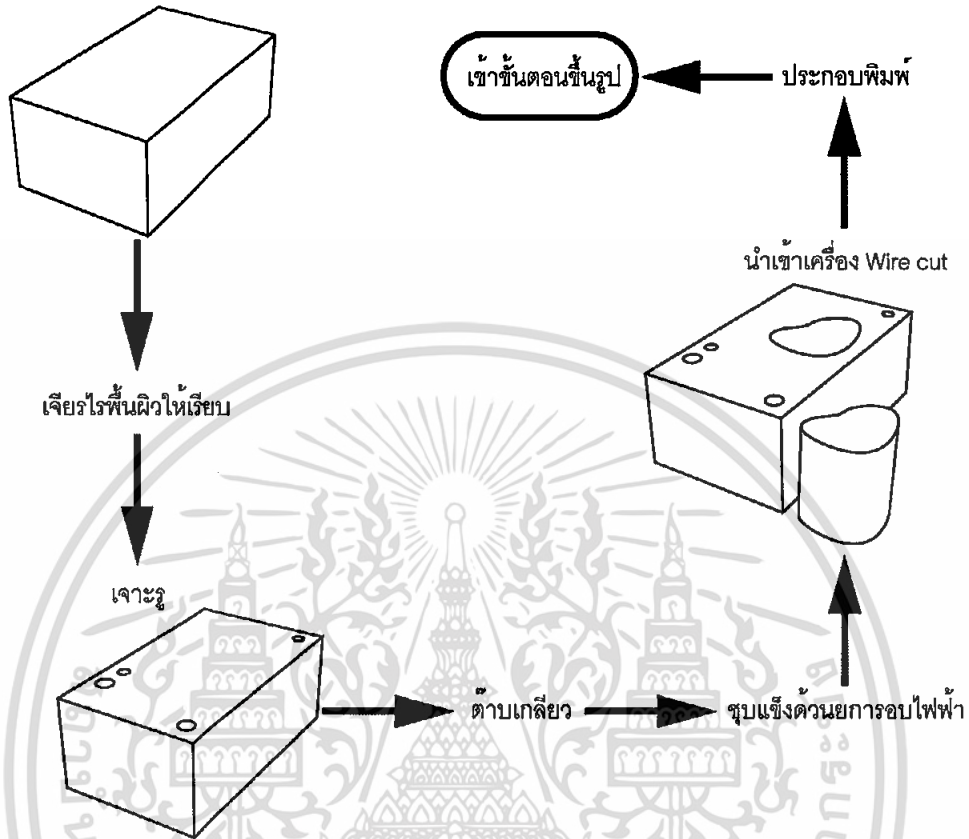 เจียรไรพื้นผิวให้เรียบ
เจาะรู
ต๊าบเกลียว
ชุบแข็งด้วนยการอบไฟฟ้า
นำเข้าเครื่อง Wire cut
ประกอบพิมพ์
เข้าขั้นตอนขึ้นรูป